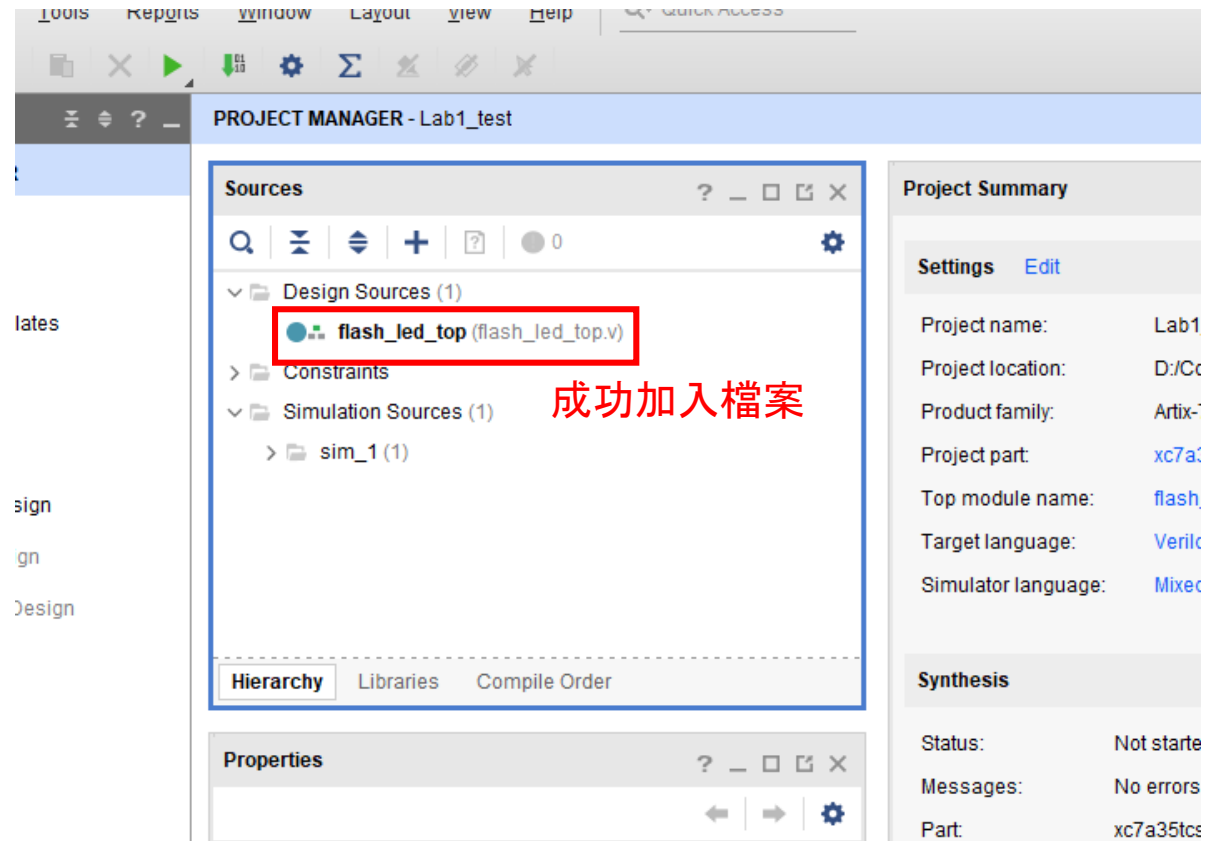 Tools Reports Window Layout View Help Quick Access
PROJECT MANAGER - Lab1_test
Sources
0
Design Sources (1)
flash_led_top (flash_led_top.v)
Constraints
成功加入檔案
Simulation Sources (1)
sim_1 (1)
Hierarchy Libraries Compile Order
Properties
lates
sign
gn
Design
Project Summary
Settings Edit
Project name: Lab1_
Project location: D:/Co
Product family: Artix-7
Project part: xc7a3
Top module name: flash_
Target language: Verilo
Simulator language: Mixed
Synthesis
Status: Not starte
Messages: No errors
Part: xc7a35tcs